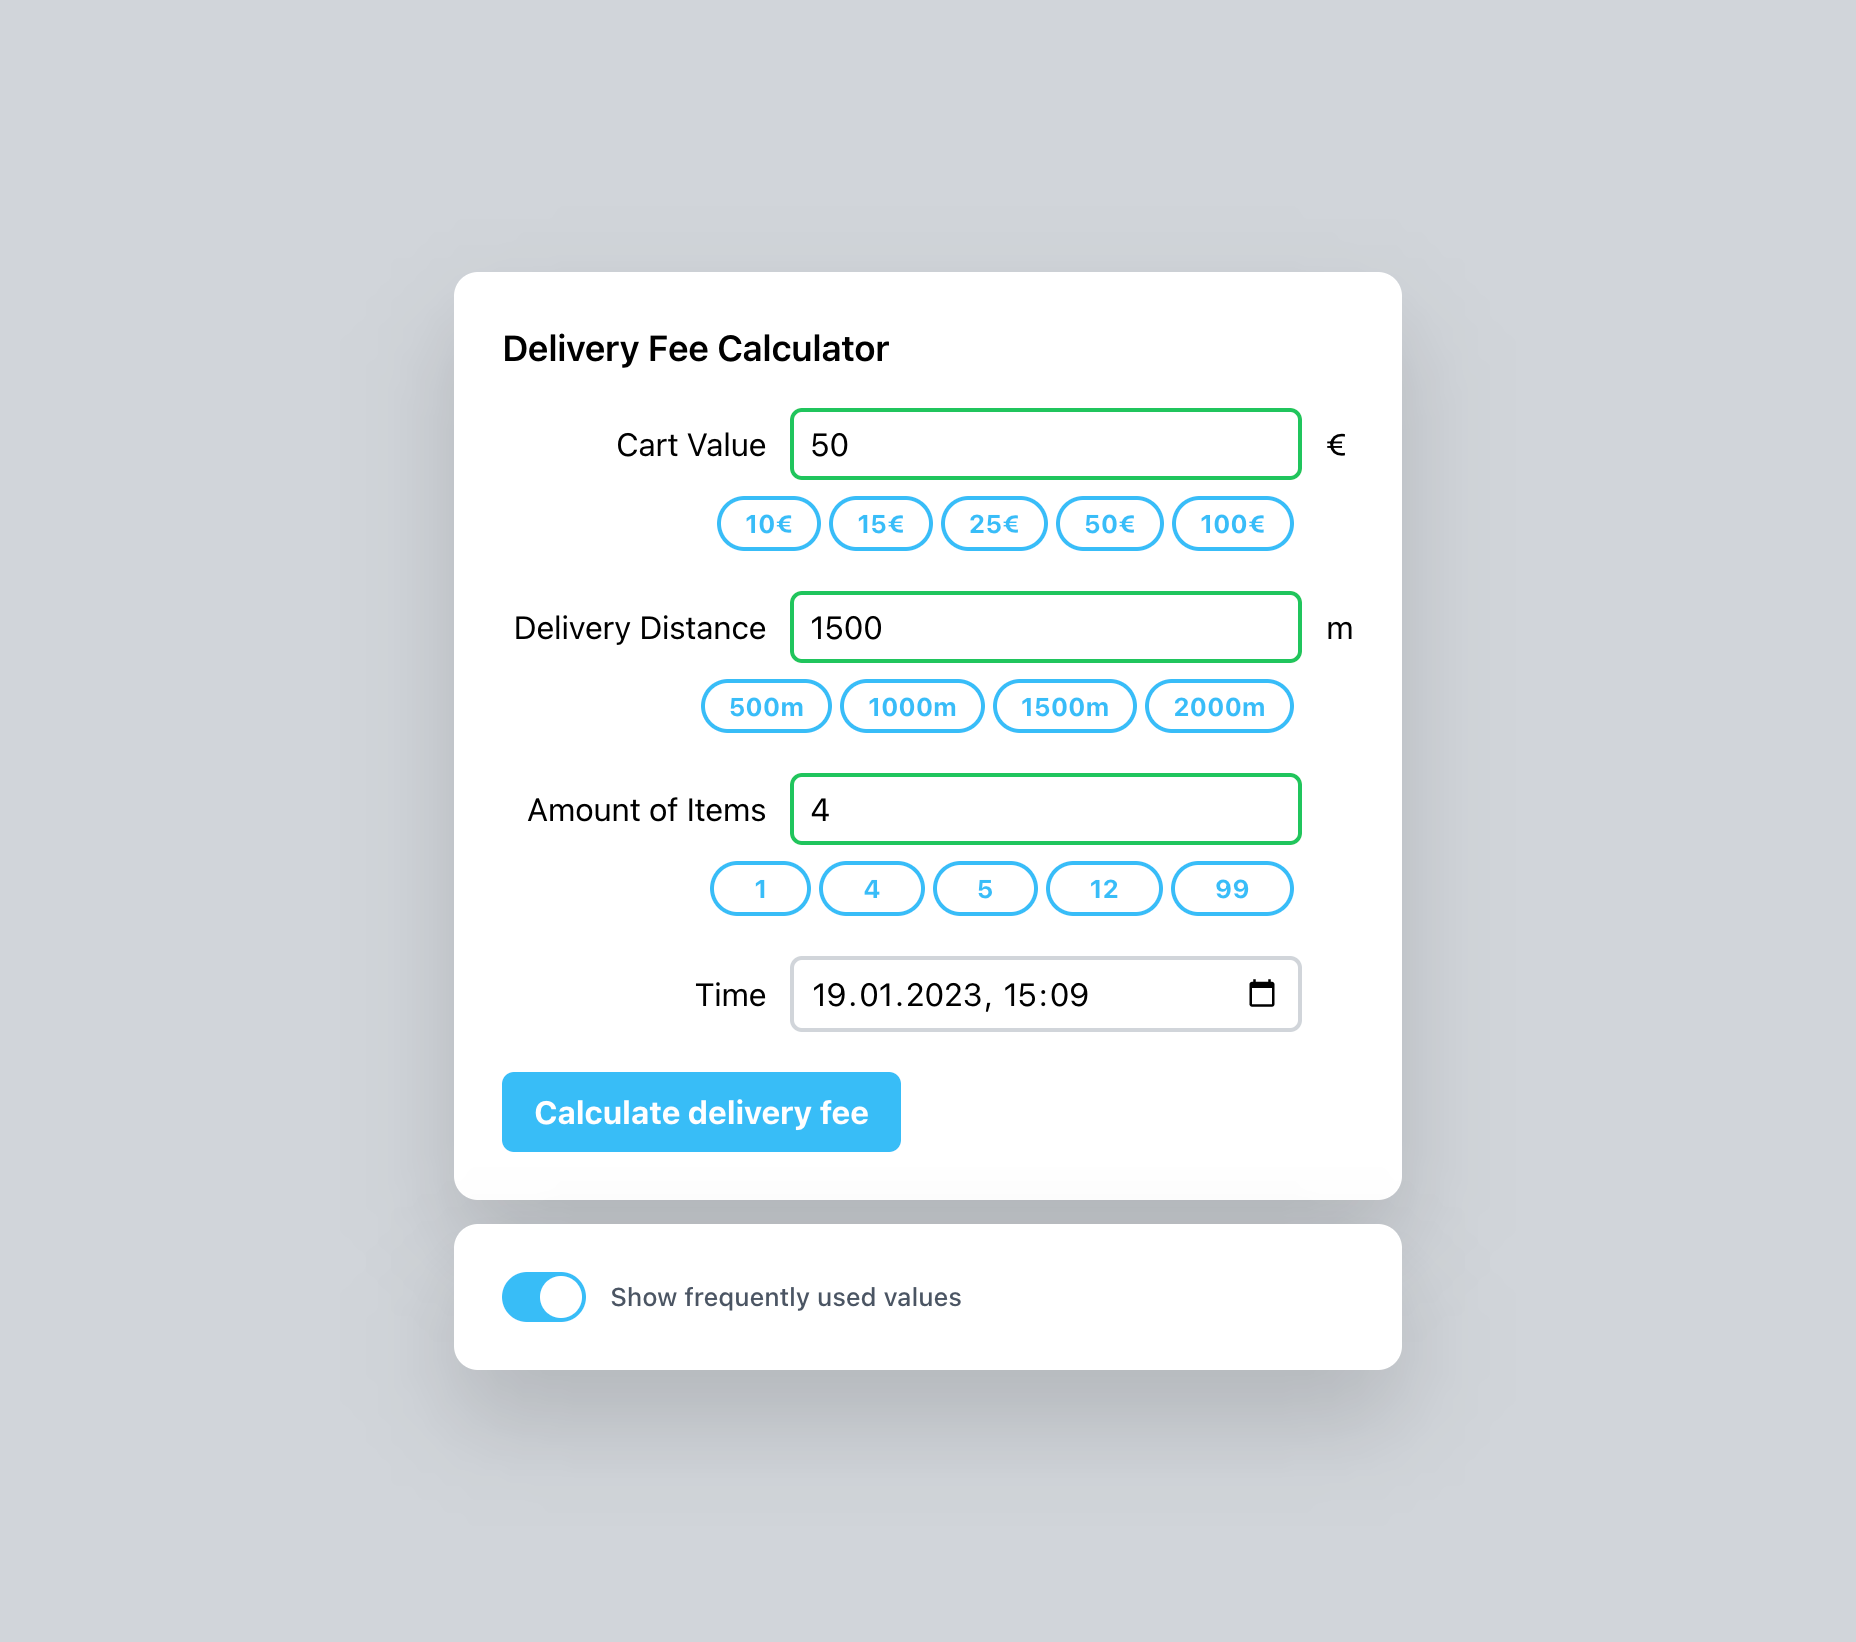 Delivery Fee Calculator
Cart Value 50 €
10€ 15€ 25€ 50€ 100€
Delivery Distance 1500 m
500m 1000m 1500m 2000m
Amount of Items 4
1 4 5 12 99
Time 19.01.2023, 15:09
Calculate delivery fee
Show frequently used values